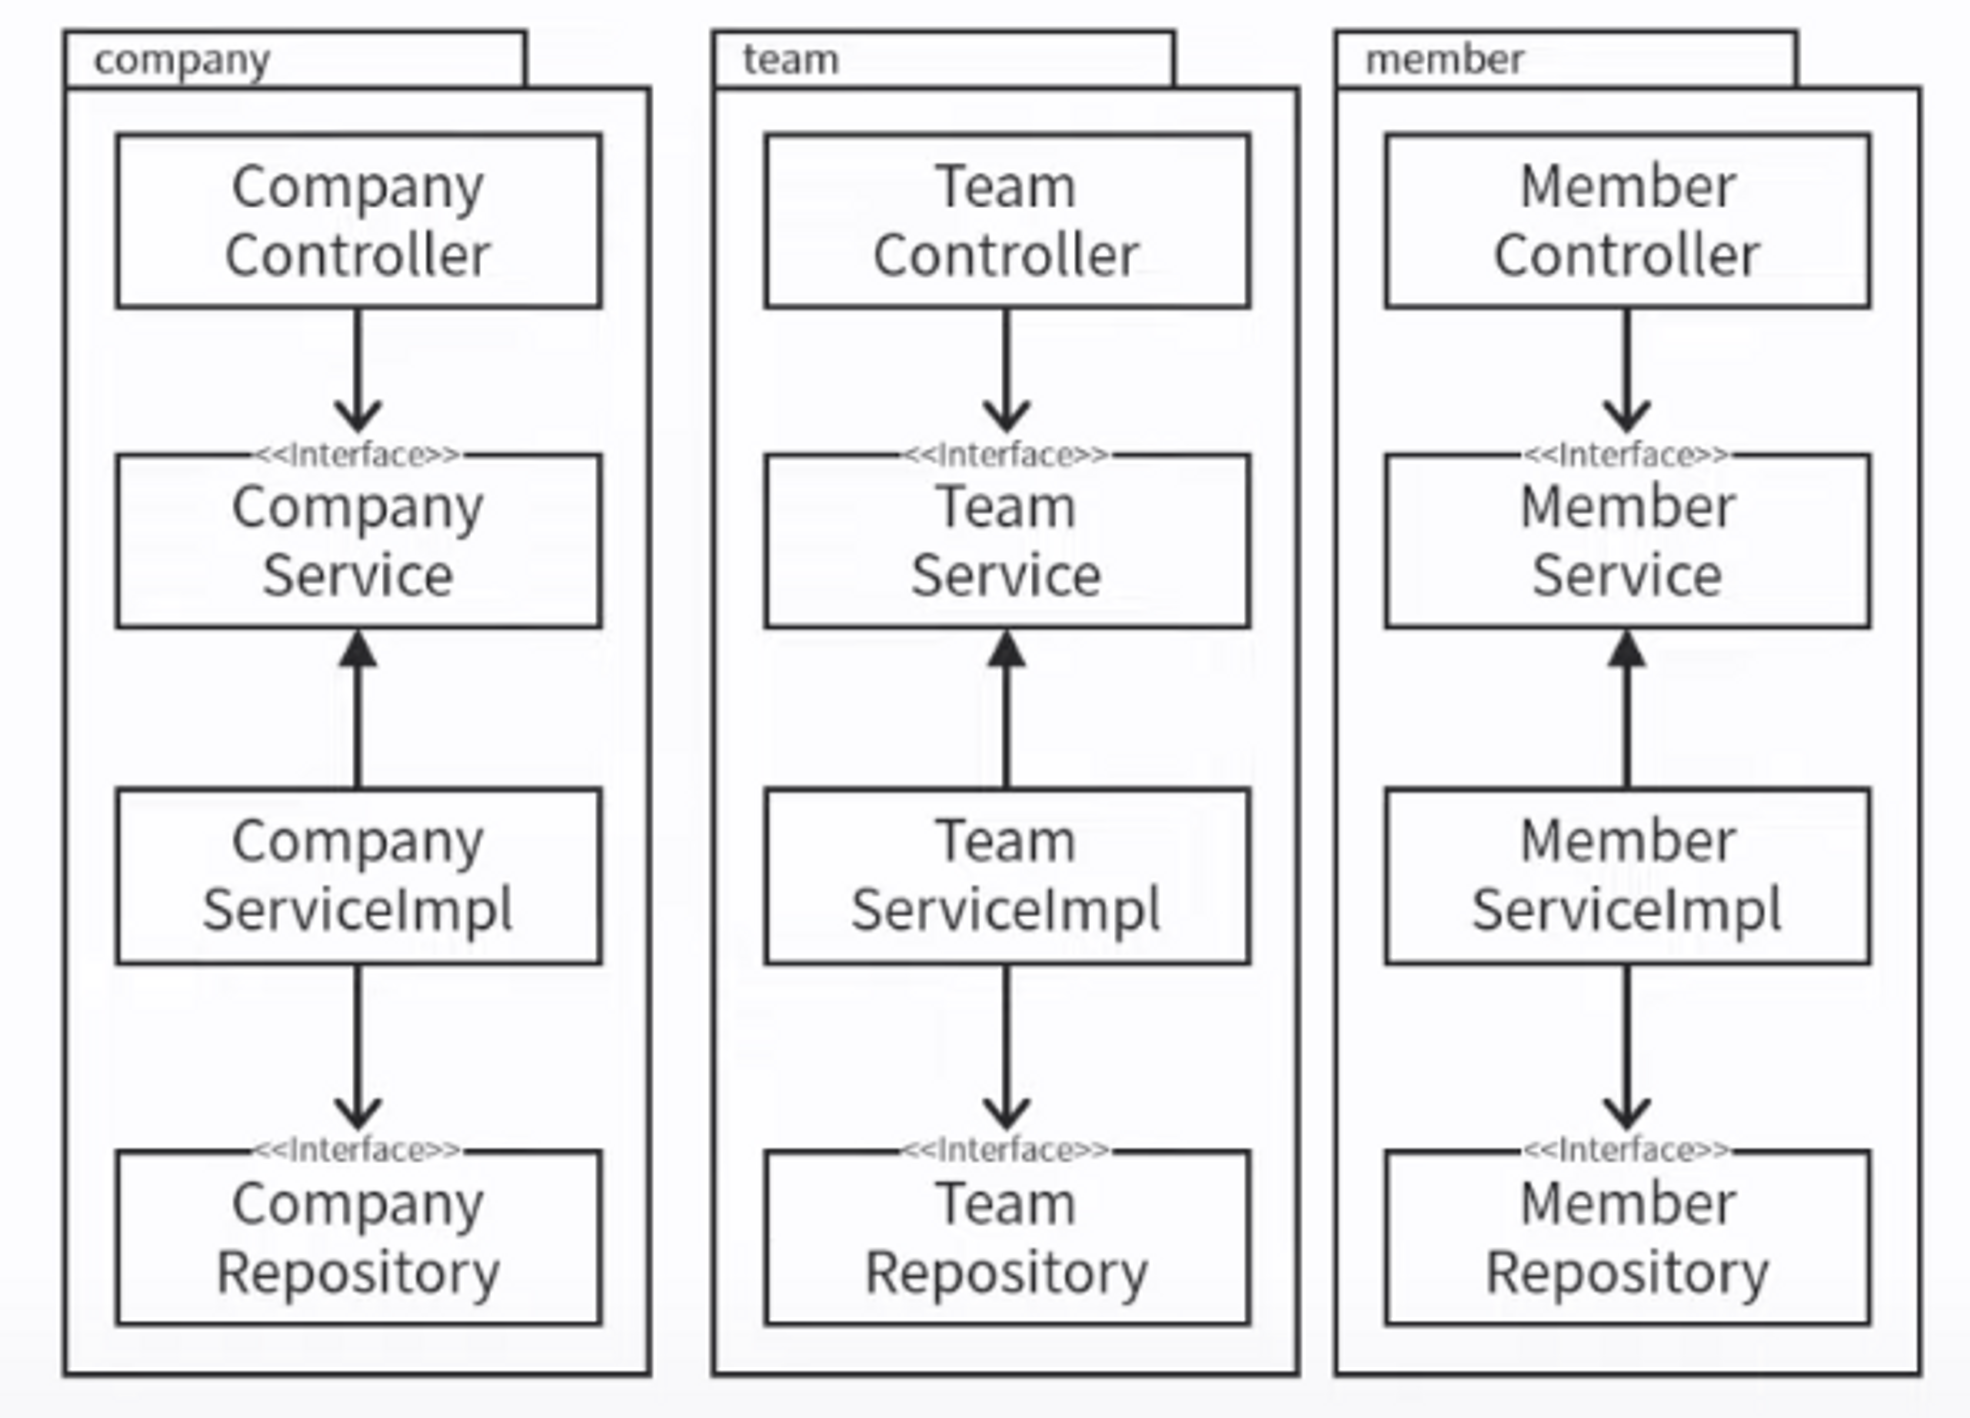 company
Company
Controller
<<Interface>>
Company
Service
Company
ServiceImpl
<<Interface>>
Company
Repository
team
Team
Controller
<<Interface>>
Team
Service
Team
ServiceImpl
<<Interface>>
Team
Repository
member
Member
Controller
<<Interface>>
Member
Service
Member
ServiceImpl
<<Interface>>
Member
Repository